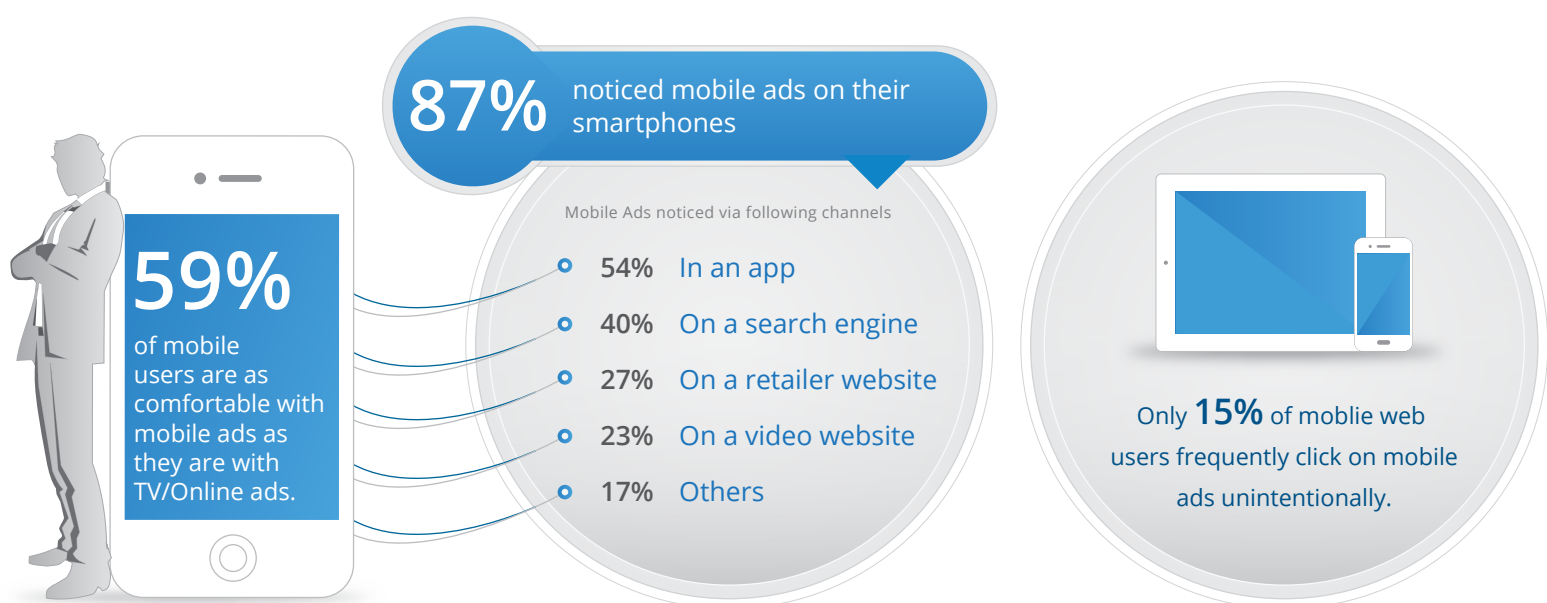 87%
noticed mobile ads on their
smartphones
59%
of mobile
users are as
comfortable with
mobile ads as
they are with
TV/Online ads.
Mobile Ads noticed via following channels
54% In an app
40% On a search engine
27% On a retailer website
23% On a video website
17% Others
Only 15% of moblie web
users frequently click on mobile
ads unintentionally.